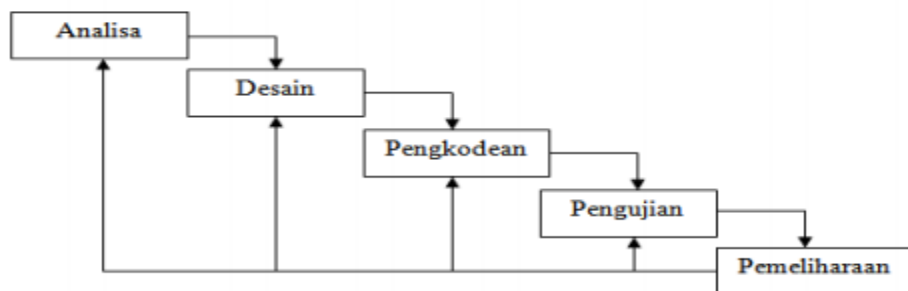 Analisa
Desain
Pengkodean
Pengujian
Pemeliharaan